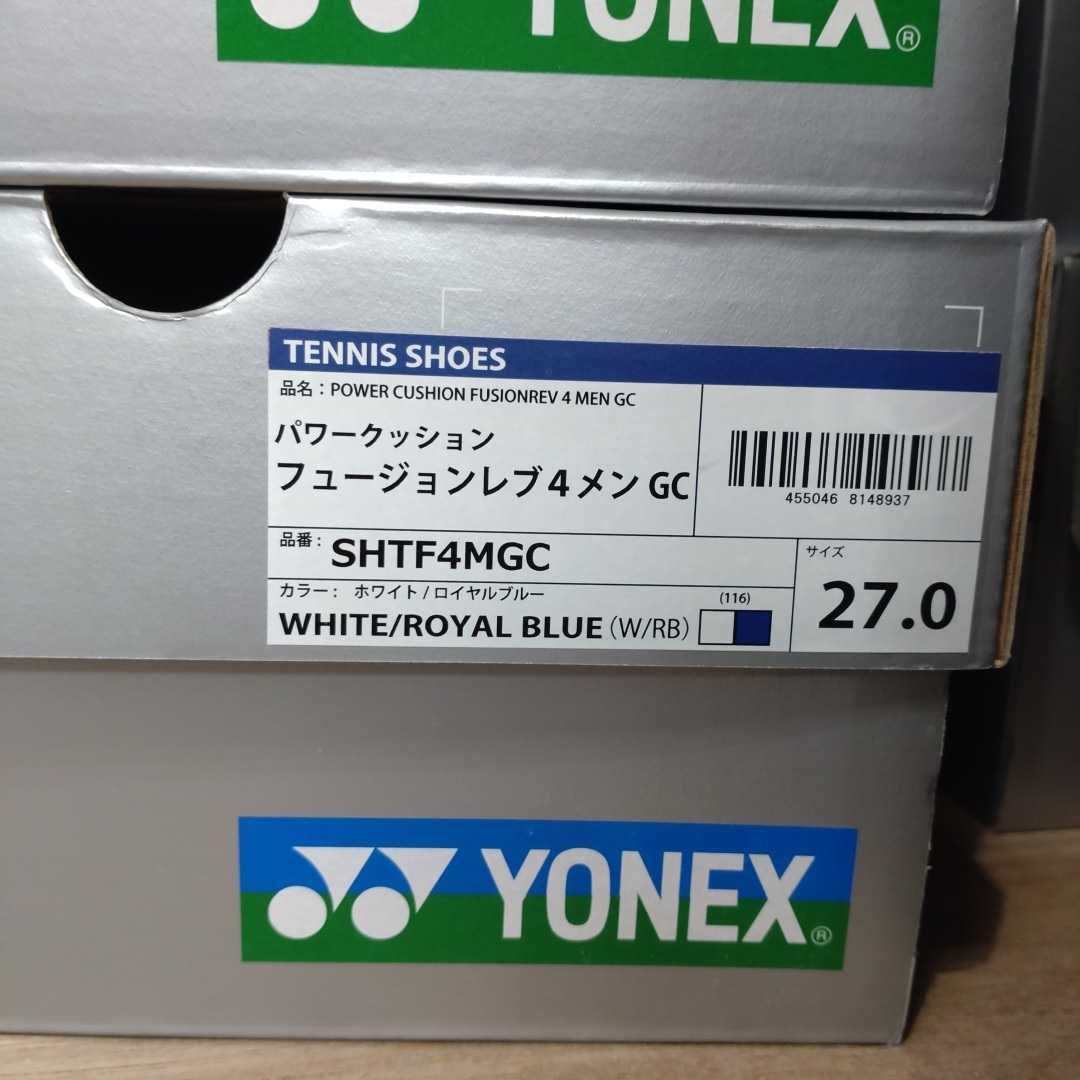 YONEX®
TENNIS SHOES
品名：POWER CUSHION FUSIONREV 4 MEN GC
パワークッション
フュージョンレブ４メン GC
455046 8148937
品番： SHTF4MGC
サイズ
27.0
カラー： ホワイト / ロイヤルブルー
(116)
WHITE/ROYAL BLUE (W/RB)
YONEX®